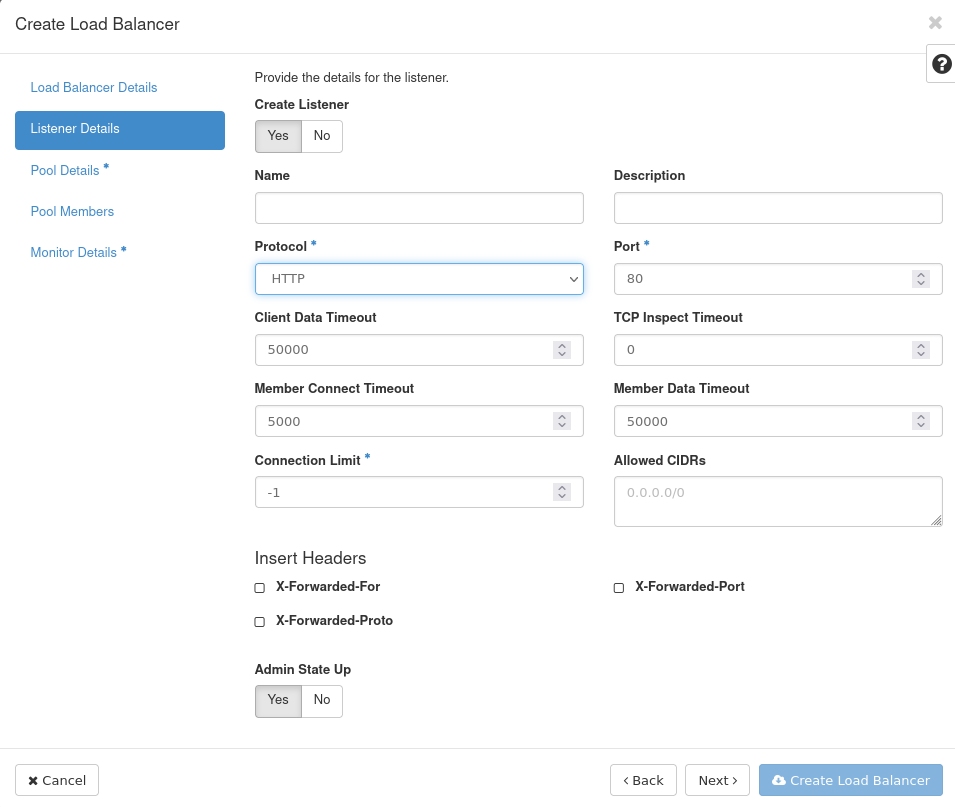 Create Load Balancer
Load Balancer Details
Listener Details
Pool Details *
Pool Members
Monitor Details *
Provide the details for the listener.
Create Listener
Yes No
Name Description
Protocol * Port *
HTTP 80
Client Data Timeout TCP Inspect Timeout
50000 0
Member Connect Timeout Member Data Timeout
5000 50000
Connection Limit * Allowed CIDRs
-1 0.0.0.0/0
Insert Headers
X-Forwarded-For X-Forwarded-Port
X-Forwarded-Proto
Admin State Up
Yes No
Cancel Back Next Create Load Balancer